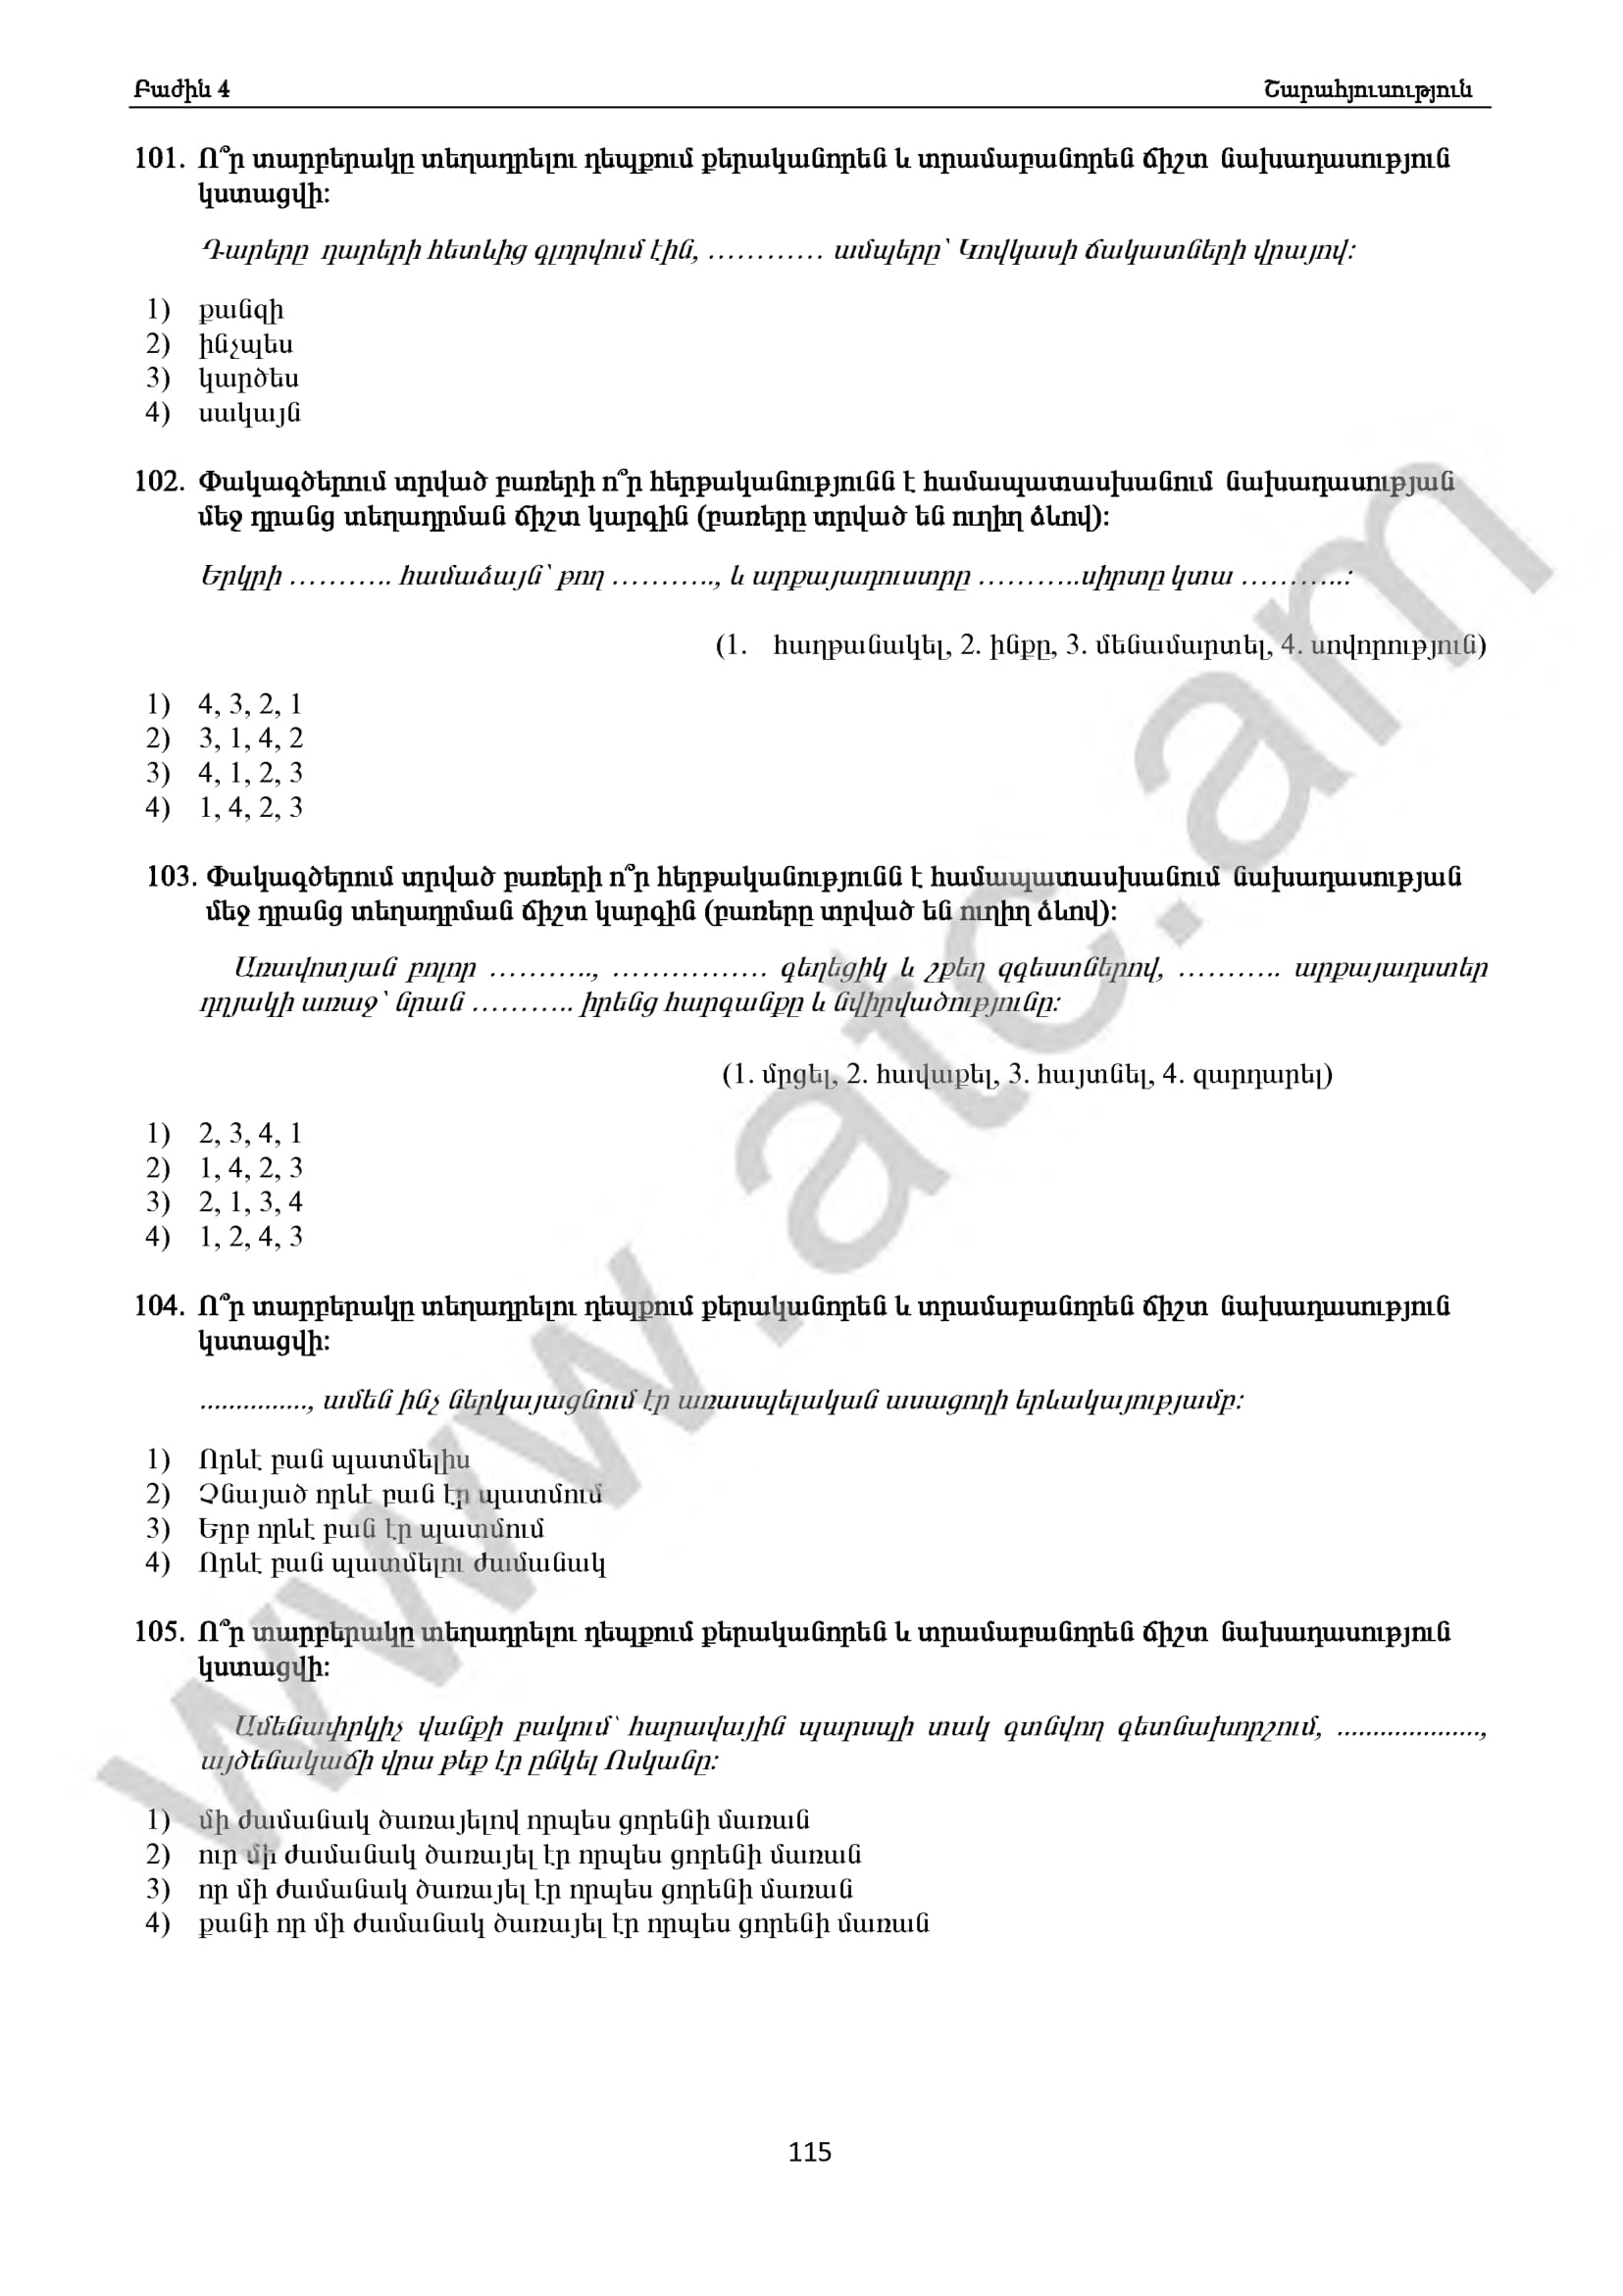 Բաժին 4 Շարահյուսություն
101. Ո՞ր տարբերակը տեղադրելու դեպքում քերականորեն և տրամաբանորեն ճիշտ նախադասություն
կստացվի:
Դարերը դարերի հետևից գլորվում էին, ………… ամպերը՝ Կովկասի ճակատների վրայով:
1) քանզի
2) ինչպես
3) կարծես
4) սակայն
102. Փակագծերում տրված բառերի ո՞ր հերթականությունն է համապատասխանում նախադասության
մեջ դրանց տեղադրման ճիշտ կարգին (բառերը տրված են ուղիղ ձևով):
Երկրի ……….. համաձայն՝ թող ……….., և արքայադուստրը ………..սիրտը կտա ………..:
(1. հաղթանակել, 2. ինքը, 3. մենամարտել, 4. սովորություն)
1) 4, 3, 2, 1
2) 3, 1, 4, 2
3) 4, 1, 2, 3
4) 1, 4, 2, 3
103. Փակագծերում տրված բառերի ո՞ր հերթականությունն է համապատասխանում նախադասության
մեջ դրանց տեղադրման ճիշտ կարգին (բառերը տրված են ուղիղ ձևով):
Առավոտյան բոլոր ……….., ……………. գեղեցիկ և շքեղ զգեստներով, ……….. արքայադստեր
դղյակի առաջ՝ նրան ……….. իրենց հարգանքը և նվիրվածությունը:
(1. մրցել, 2. հավաքել, 3. հայտնել, 4. զարդարել)
1) 2, 3, 4, 1
2) 1, 4, 2, 3
3) 2, 1, 3, 4
4) 1, 2, 4, 3
104. Ո՞ր տարբերակը տեղադրելու դեպքում քերականորեն և տրամաբանորեն ճիշտ նախադասություն
կստացվի:
..............., ամեն ինչ ներկայացնում էր առասպելական ասացողի երևակայությամբ:
1) Որևէ բան պատմելիս
2) Չնայած որևէ բան էր պատմում
3) Երբ որևէ բան էր պատմում
4) Որևէ բան պատմելու ժամանակ
105. Ո՞ր տարբերակը տեղադրելու դեպքում քերականորեն և տրամաբանորեն ճիշտ նախադասություն
կստացվի:
Ամենափրկիչ վանքի բակում՝ հարավային պարսպի տակ գտնվող գետնախորշում, ....................,
այծենակաճի վրա թեք էր ընկել Ոսկանը:
1) մի ժամանակ ծառայելով որպես ցորենի մառան
2) ուր մի ժամանակ ծառայել էր որպես ցորենի մառան
3) որ մի ժամանակ ծառայել էր որպես ցորենի մառան
4) քանի որ մի ժամանակ ծառայել էր որպես ցորենի մառան
www.atc.am
115